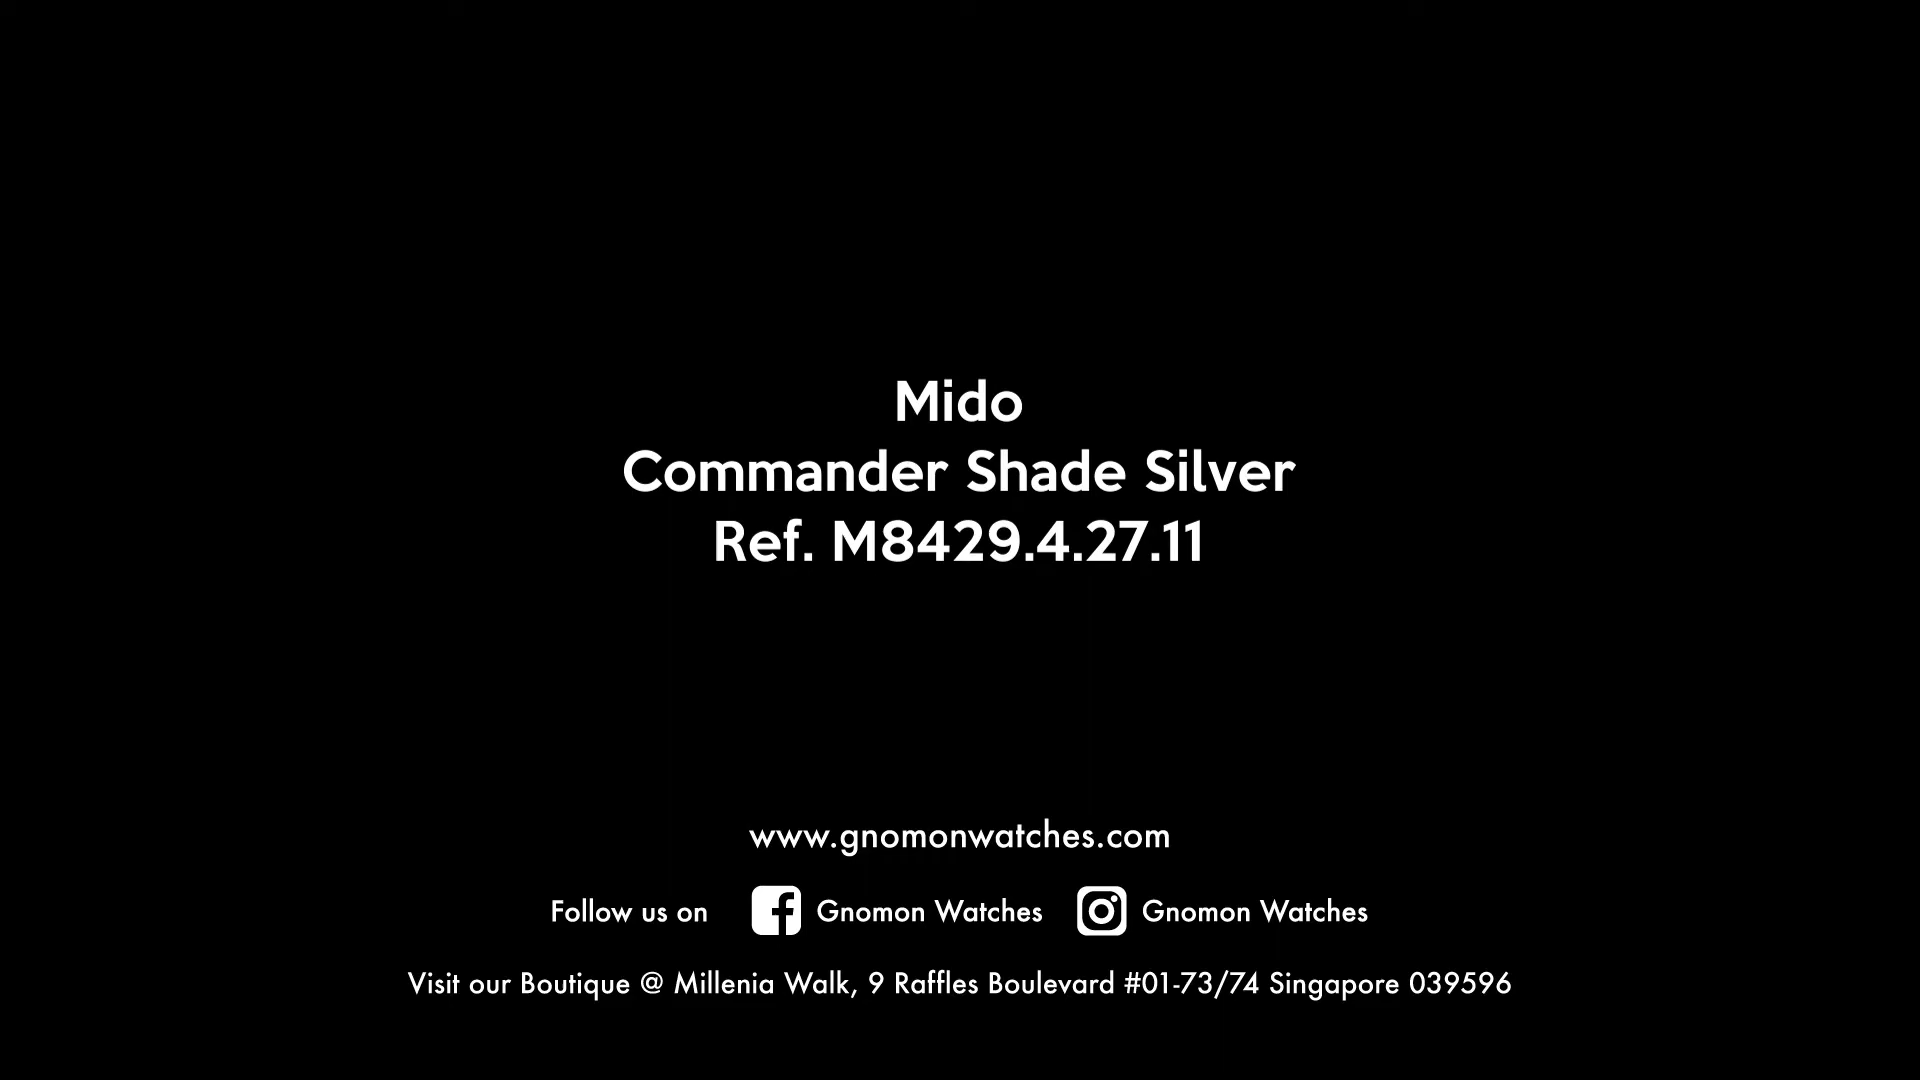 Mido
Commander Shade Silver
Ref. M8429.4.27.11
www.gnomonwatches.com
Follow us on Gnomon Watches Gnomon Watches
Visit our Boutique @ Millenia Walk, 9 Raffles Boulevard #01-73/74 Singapore 039596